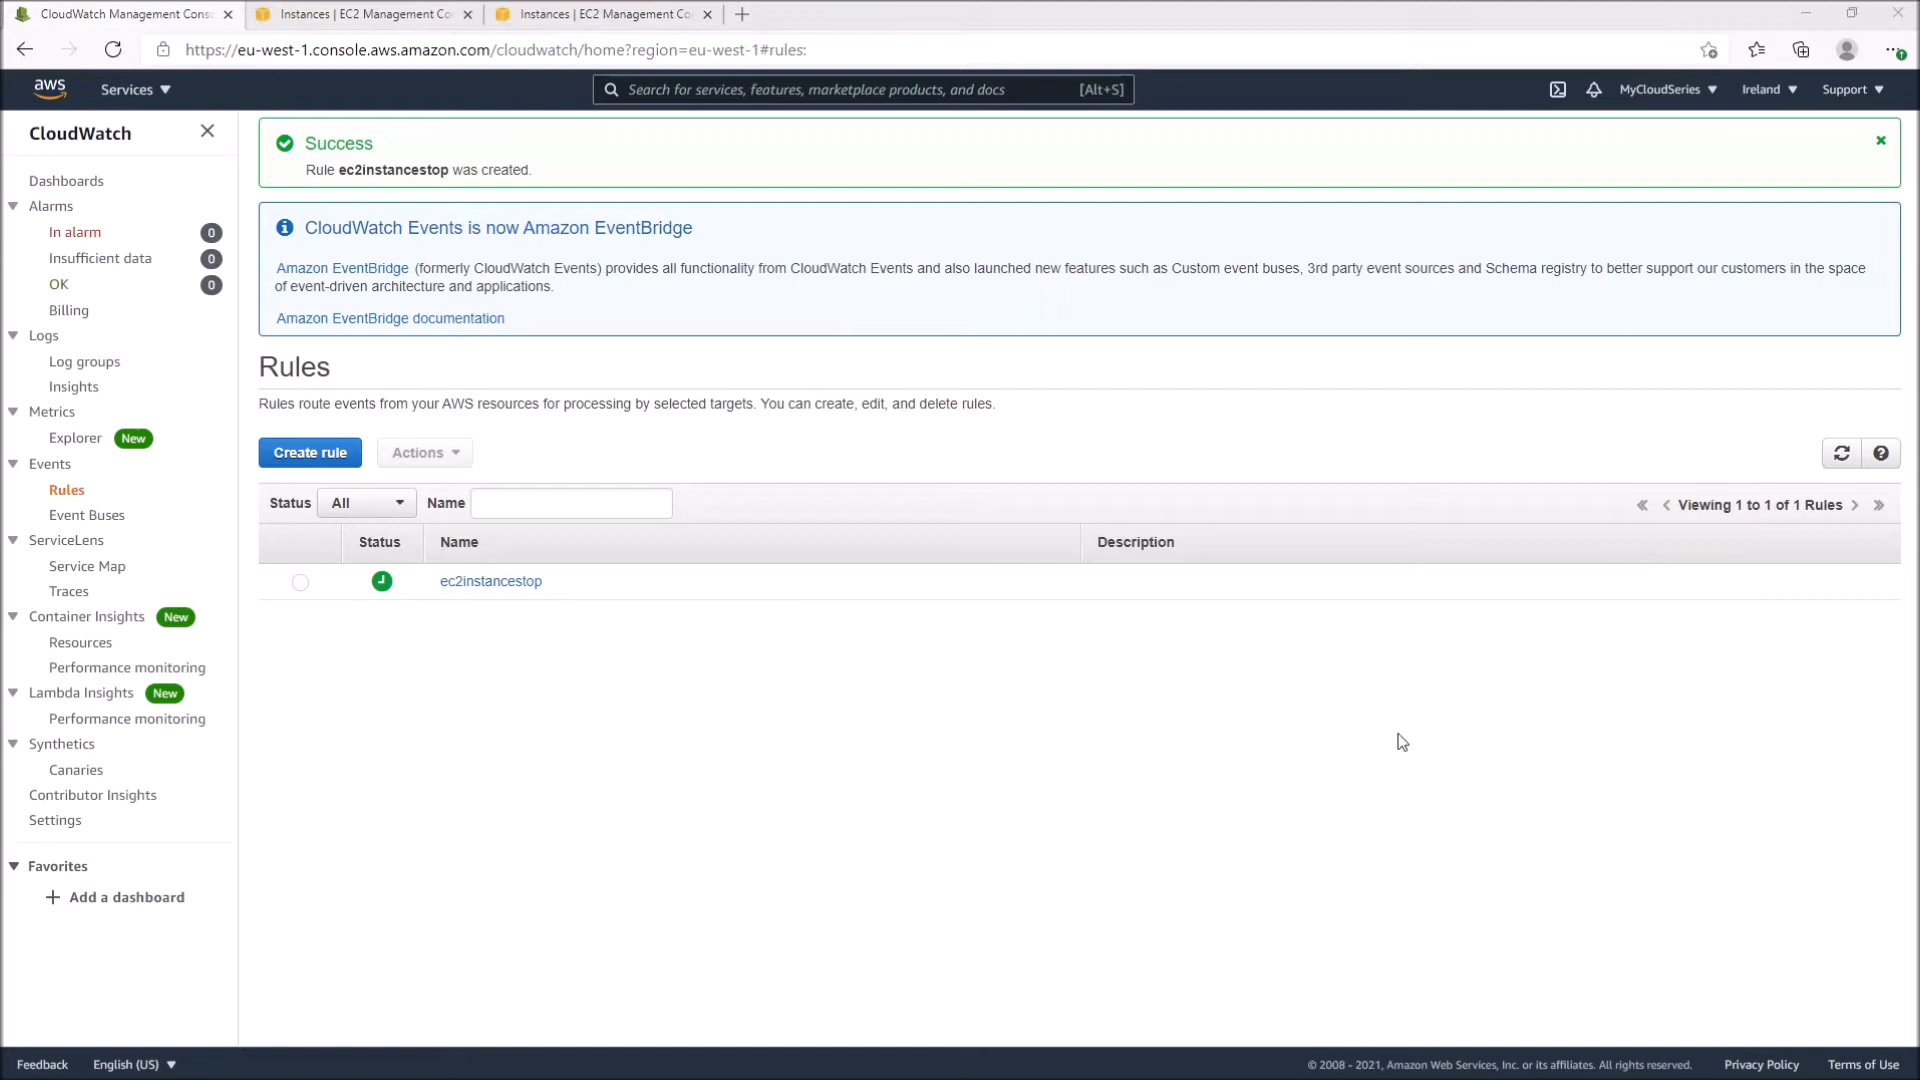 CloudWatch Management Cons
Instances | EC2 Management Co
Instances | EC2 Management Co
https://eu-west-1.console.aws.amazon.com/cloudwatch/home?region=eu-west-1#rules:
aws
Services
Search for services, features, marketplace products, and docs
[Alt+S]
MyCloudSeries
Ireland
Support
CloudWatch
Dashboards
Alarms
In alarm 0
Insufficient data 0
OK 0
Billing
Logs
Log groups
Insights
Metrics
Explorer New
Events
Rules
Event Buses
ServiceLens
Service Map
Traces
Container Insights New
Resources
Performance monitoring
Lambda Insights New
Performance monitoring
Synthetics
Canaries
Contributor Insights
Settings
Favorites
Add a dashboard
Success
Rule ec2instancestop was created.
CloudWatch Events is now Amazon EventBridge
Amazon EventBridge (formerly CloudWatch Events) provides all functionality from CloudWatch Events and also launched new features such as Custom event buses, 3rd party event sources and Schema registry to better support our customers in the space
of event-driven architecture and applications.
Amazon EventBridge documentation
Rules
Rules route events from your AWS resources for processing by selected targets. You can create, edit, and delete rules.
Create rule
Actions
Status All Name
« < Viewing 1 to 1 of 1 Rules > »
Status Name Description
ec2instancestop
Feedback
English (US)
© 2008 - 2021, Amazon Web Services, Inc. or its affiliates. All rights reserved.
Privacy Policy
Terms of Use